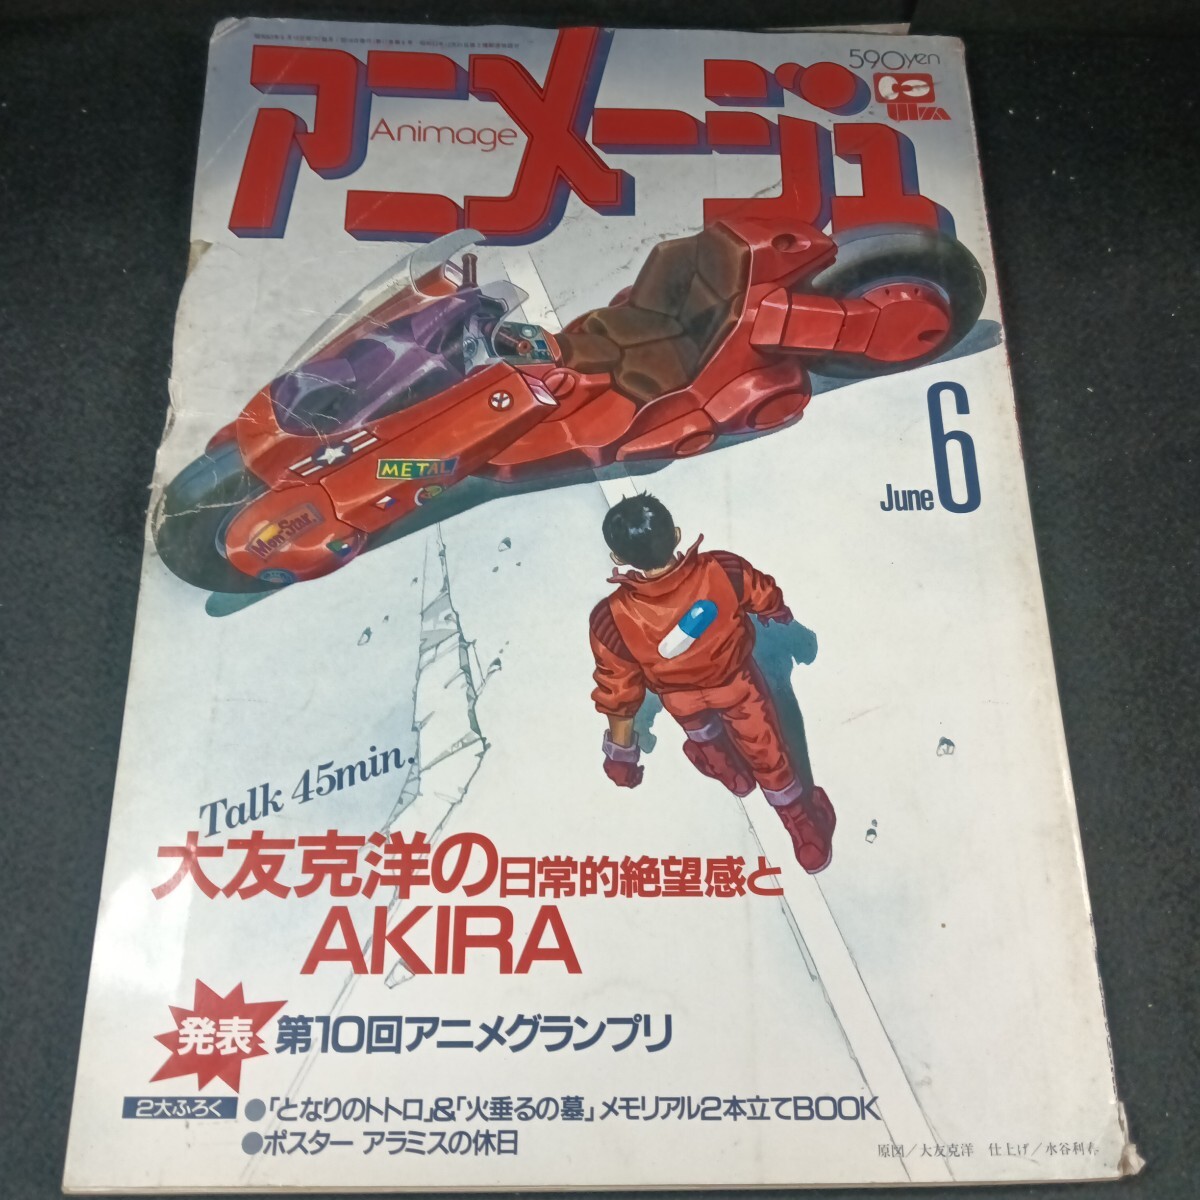 590yen
アニメージュ
Animage
METAL
Mon·Star.
June 6
Talk 45min.
大友克洋の日常的絶望感と
AKIRA
発表 第10回アニメグランプリ
2大ふろく ●「となりのトトロ」&「火垂るの墓」メモリアル2本立てBOOK
●ポスター アラミスの休日
原図/大友克洋 仕上げ/水谷利春